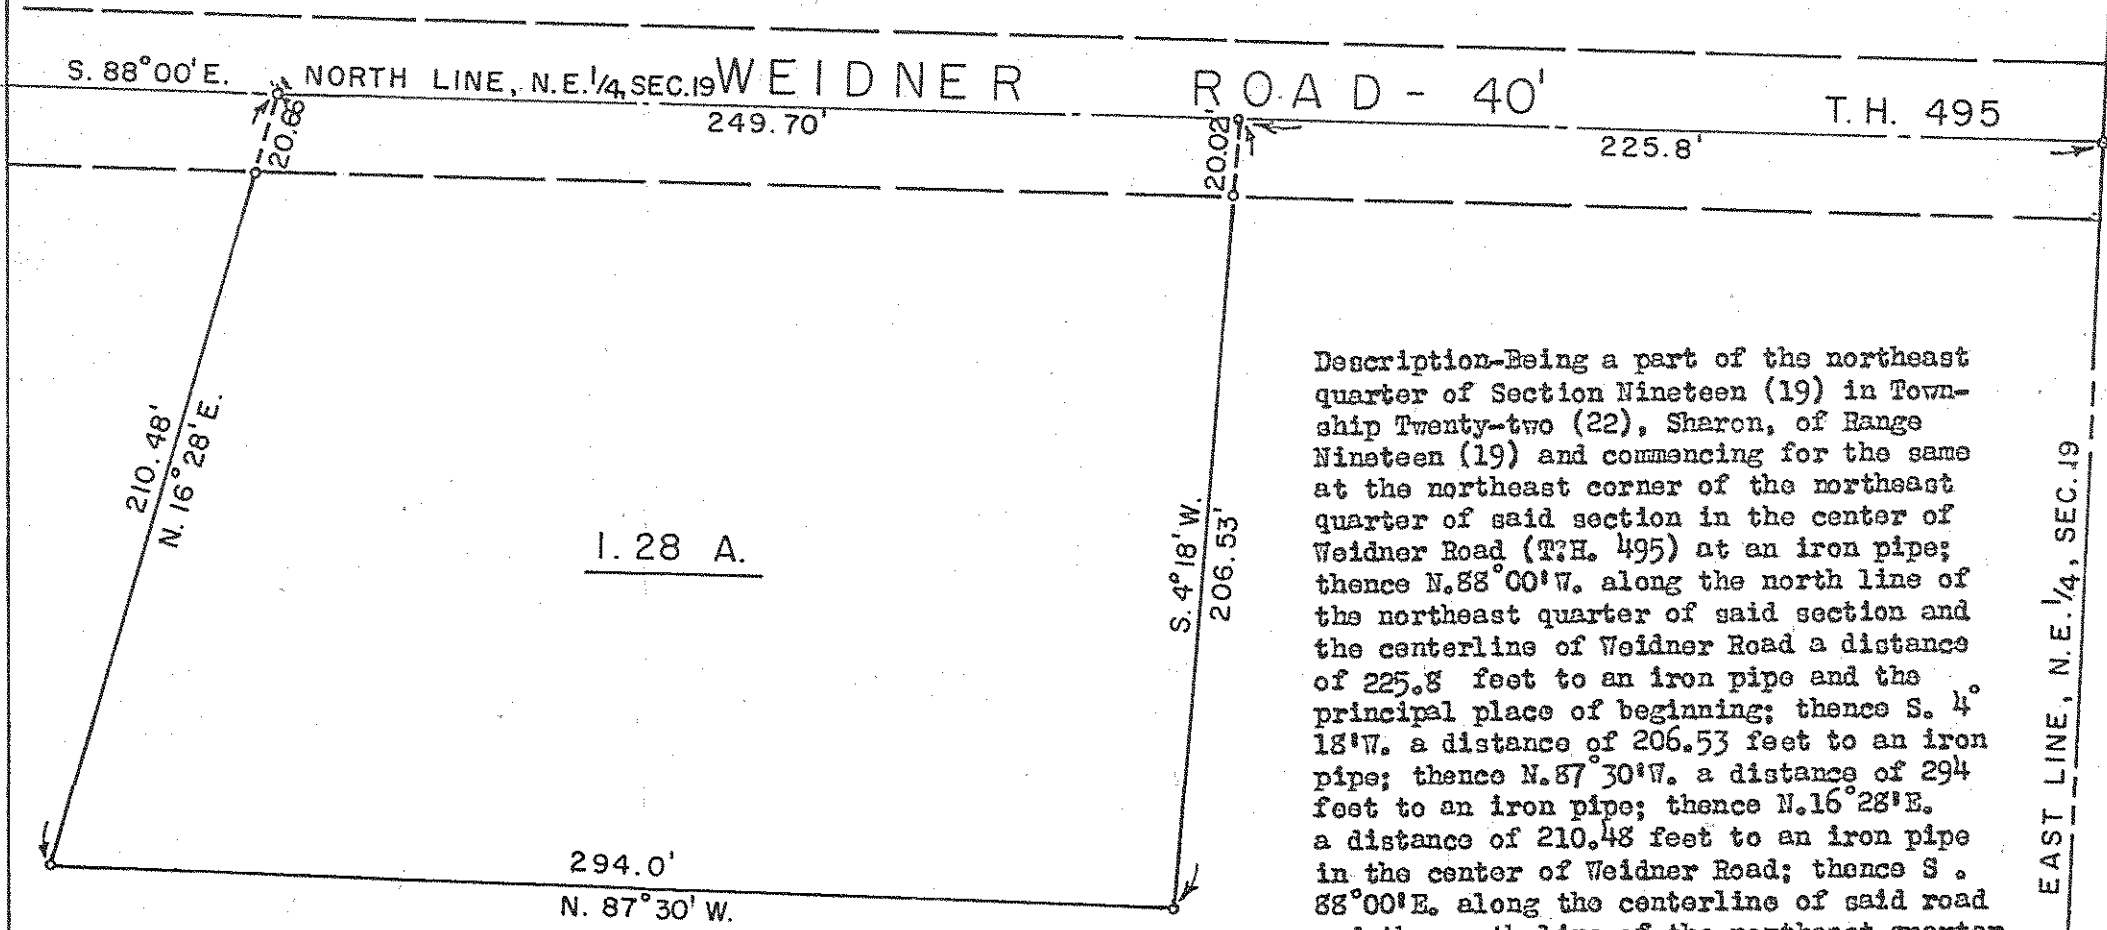 S. 88°00' E. NORTH LINE, N.E. 1/4, SEC. 19 WEIDNER ROAD - 40' T. H. 495
20.68'
249.70'
20.02'
225.8'
210.48'
N. 16° 28' E.
1.28 A.
S. 4° 18' W.
206.53'
294.0'
N. 87° 30' W.
EAST LINE, N.E. 1/4, SEC. 19
Description-Being a part of the northeast
quarter of Section Nineteen (19) in Town-
ship Twenty-two (22), Sharon, of Range
Nineteen (19) and commencing for the same
at the northeast corner of the northeast
quarter of said section in the center of
Weidner Road (T.H. 495) at an iron pipe;
thence N.88°00'W. along the north line of
the northeast quarter of said section and
the centerline of Weidner Road a distance
of 225.8 feet to an iron pipe and the
principal place of beginning; thence S. 4°
18'W. a distance of 206.53 feet to an iron
pipe; thence N.87°30'W. a distance of 294
feet to an iron pipe; thence N.16°28'E.
a distance of 210.48 feet to an iron pipe
in the center of Weidner Road; thence S .
88°00'E. along the centerline of said road